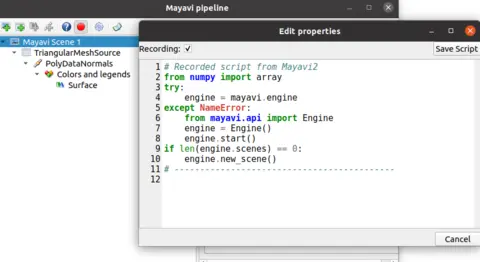 Mayavi pipeline
Edit properties
Recording:
Save Script
Mayavi Scene 1
TriangularMeshSource
PolyDataNormals
Colors and legends
Surface
1 # Recorded script from Mayavi2
2 from numpy import array
3 try:
4     engine = mayavi.engine
5 except NameError:
6     from mayavi.api import Engine
7     engine = Engine()
8     engine.start()
9 if len(engine.scenes) == 0:
10     engine.new_scene()
11 # -------------------------------------------
12
Cancel